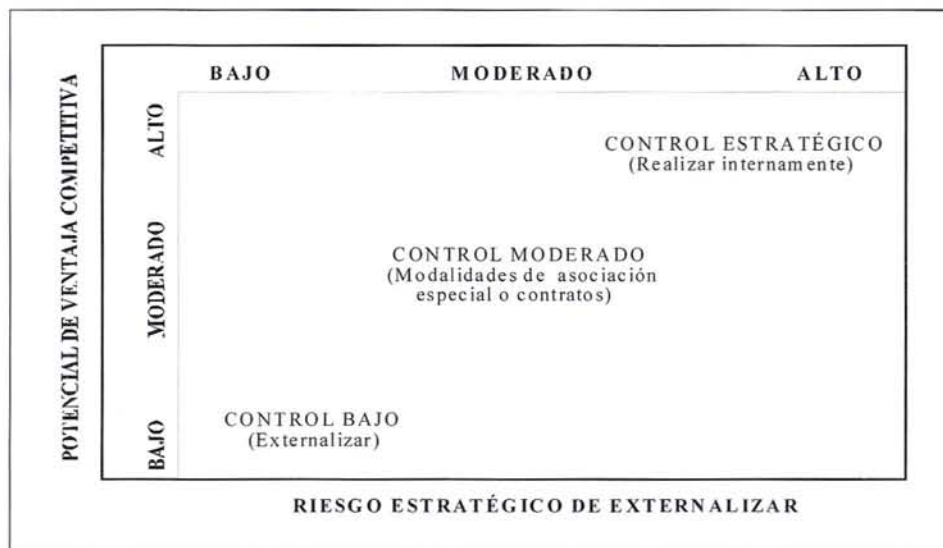 BAJO MODERADO ALTO
POTENCIAL DE VENTAJA COMPETITIVA
ALTO
MODERADO
BAJO
CONTROL ESTRATÉGICO
(Realizar internamente)
CONTROL MODERADO
(Modalidades de asociación
especial o contratos)
CONTROL BAJO
(Externalizar)
RIESGO ESTRATÉGICO DE EXTERNALIZAR